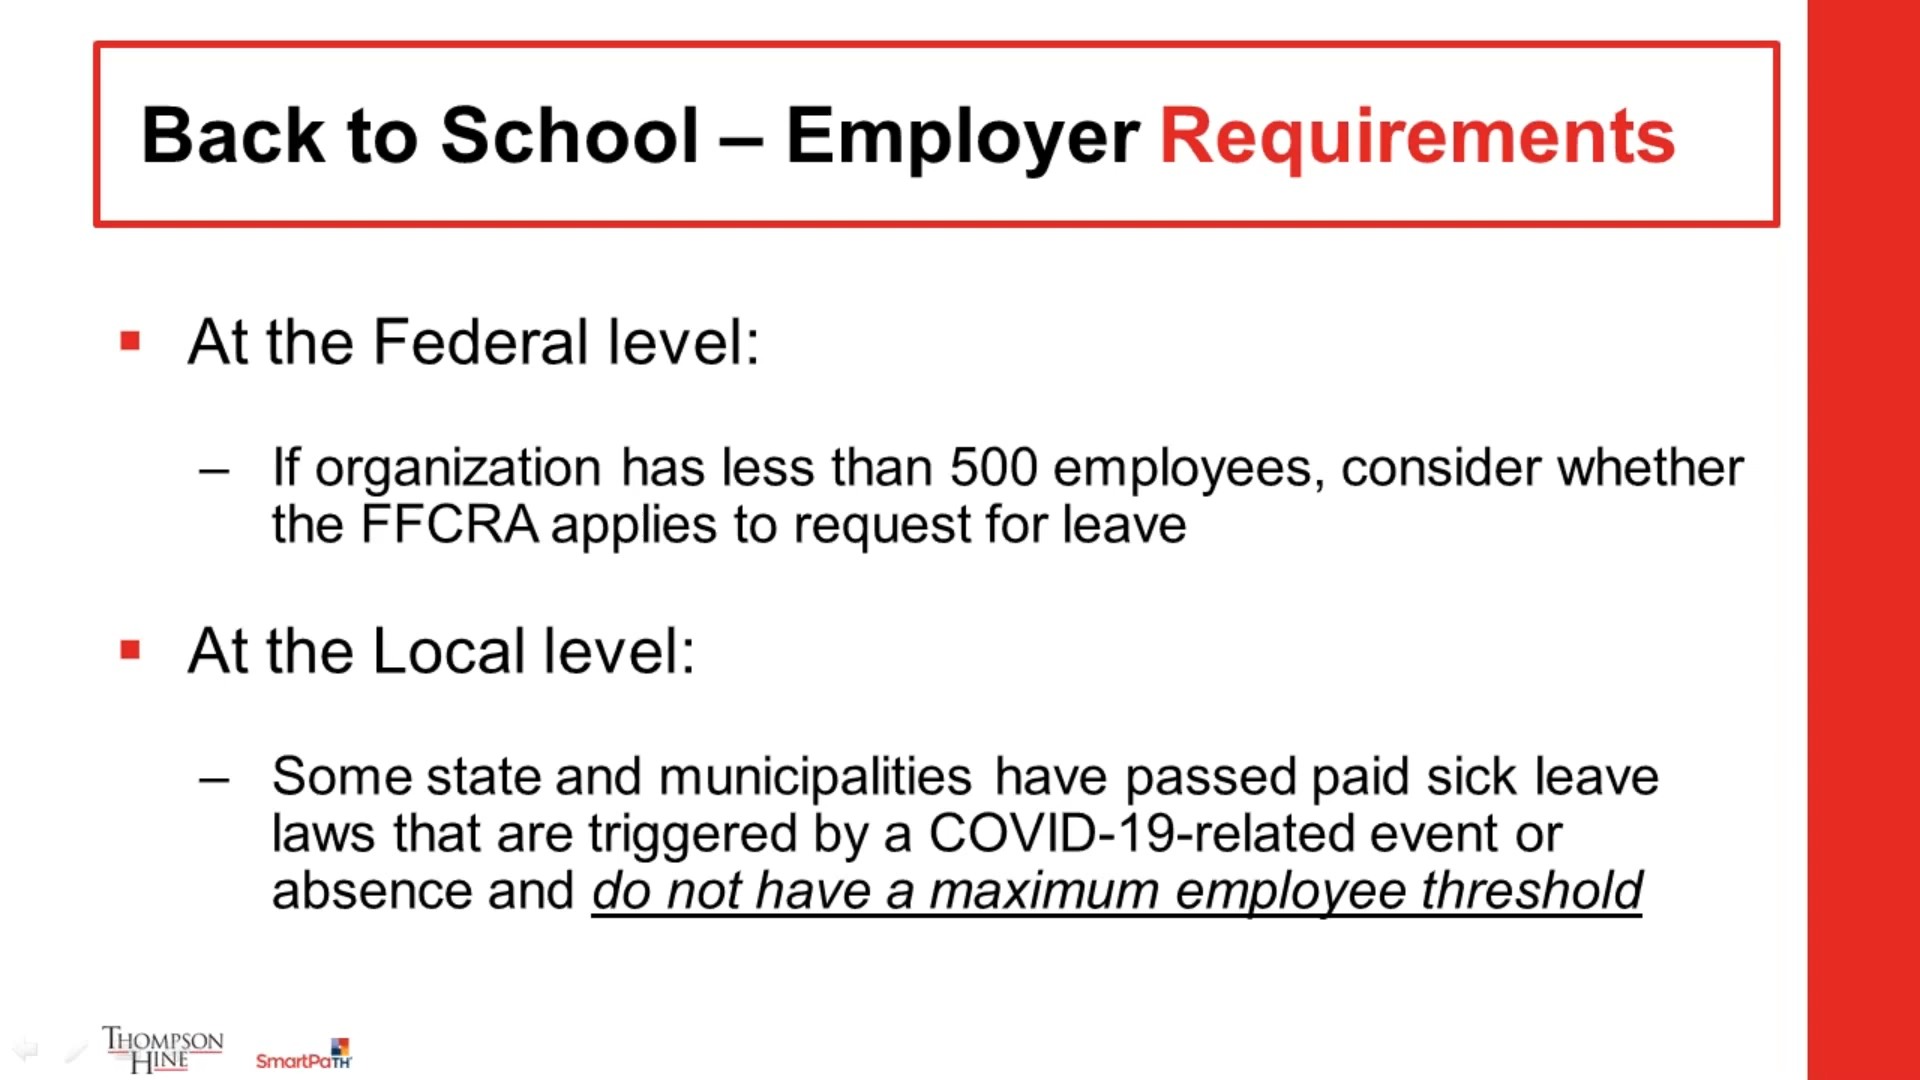 Back to School – Employer Requirements
▪ At the Federal level:
– If organization has less than 500 employees, consider whether
the FFCRA applies to request for leave
▪ At the Local level:
– Some state and municipalities have passed paid sick leave
laws that are triggered by a COVID-19-related event or
absence and do not have a maximum employee threshold
THOMPSON
HINE
SmartPaTH